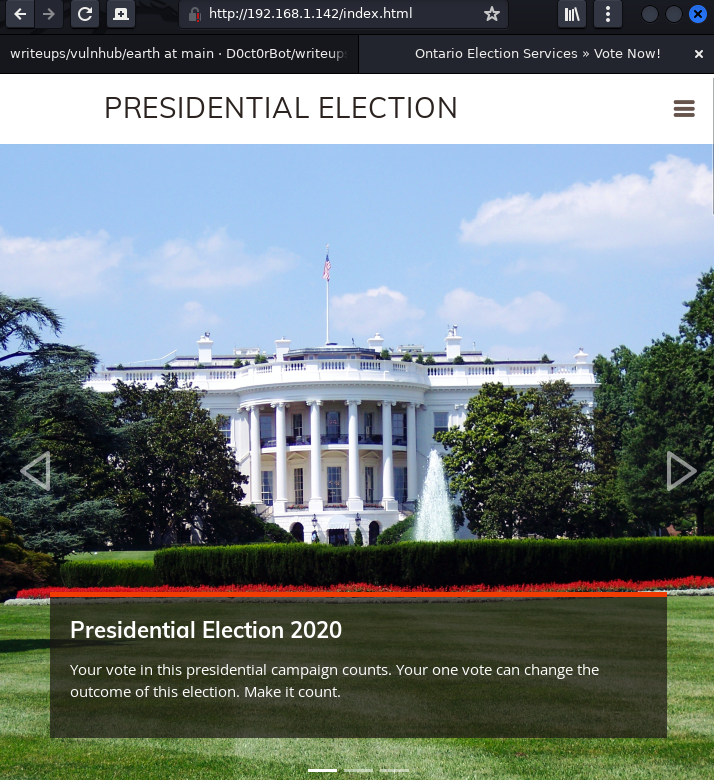 http://192.168.1.142/index.html
writeups/vulnhub/earth at main · D0ct0rBot/writeup
Ontario Election Services » Vote Now!
PRESIDENTIAL ELECTION
Presidential Election 2020
Your vote in this presidential campaign counts. Your one vote can change the
outcome of this election. Make it count.